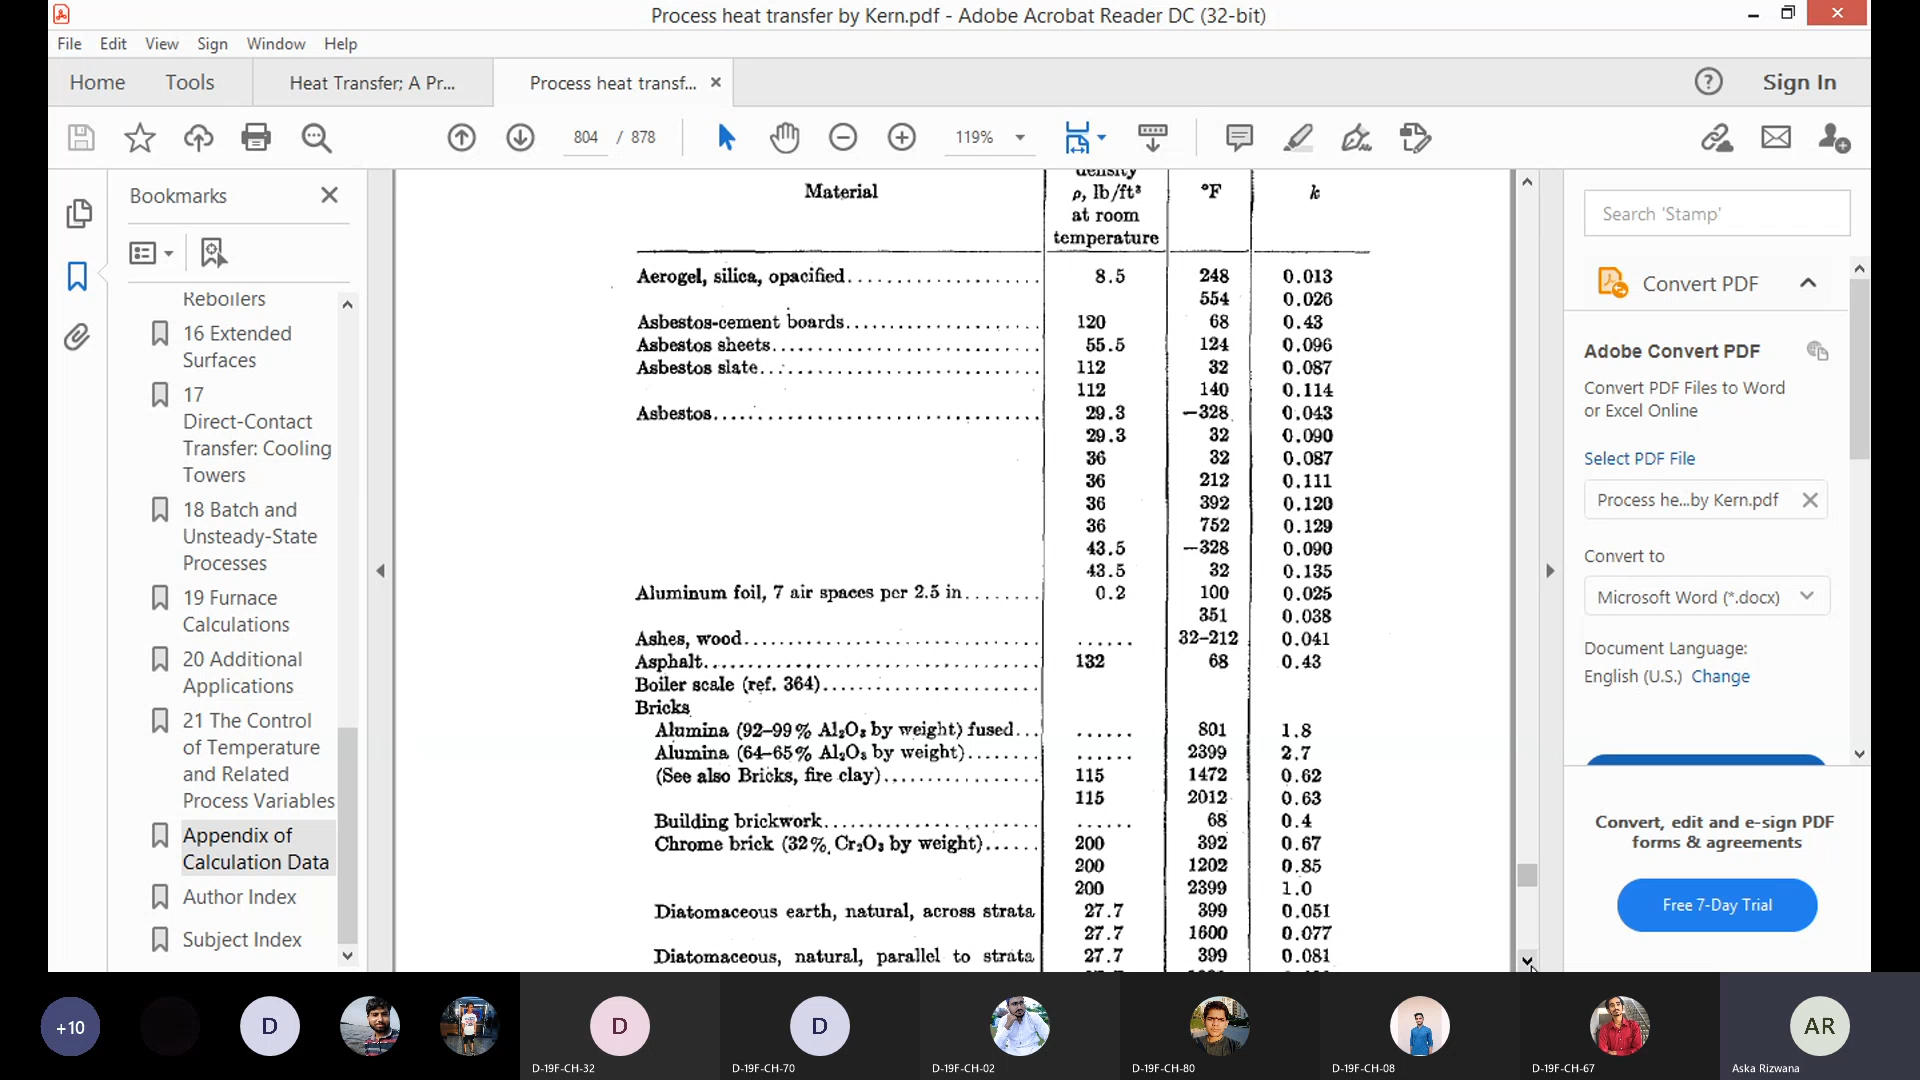 Process heat transfer by Kern.pdf - Adobe Acrobat Reader DC (32-bit)
File Edit View Sign Window Help
Home Tools Heat Transfer; A Pr... Process heat transf... Sign In
804 / 878 119%
Bookmarks
Reboilers
16 Extended
Surfaces
17
Direct-Contact
Transfer: Cooling
Towers
18 Batch and
Unsteady-State
Processes
19 Furnace
Calculations
20 Additional
Applications
21 The Control
of Temperature
and Related
Process Variables
Appendix of
Calculation Data
Author Index
Subject Index
density
Material ρ, lb/ft³ °F k
at room
temperature
Aerogel, silica, opacified.................... 8.5 248 0.013
554 0.026
Asbestos-cement boards.................... 120 68 0.43
Asbestos sheets.................... 55.5 124 0.096
Asbestos slate.................... 112 32 0.087
112 140 0.114
Asbestos.................... 29.3 −328 0.043
29.3 32 0.090
36 32 0.087
36 212 0.111
36 392 0.120
36 752 0.129
43.5 −328 0.090
43.5 32 0.135
Aluminum foil, 7 air spaces per 2.5 in........ 0.2 100 0.025
351 0.038
Ashes, wood.................... ...... 32–212 0.041
Asphalt.................... 132 68 0.43
Boiler scale (ref. 364)....................
Bricks
Alumina (92–99% Al₂O₃ by weight) fused... ...... 801 1.8
Alumina (64–65% Al₂O₃ by weight)....... ...... 2399 2.7
(See also Bricks, fire clay)............... 115 1472 0.62
115 2012 0.63
Building brickwork.................... ...... 68 0.4
Chrome brick (32% Cr₂O₃ by weight)...... 200 392 0.67
200 1202 0.85
200 2399 1.0
Diatomaceous earth, natural, across strata 27.7 399 0.051
27.7 1600 0.077
Diatomaceous, natural, parallel to strata 27.7 399 0.081
Search 'Stamp'
Convert PDF
Adobe Convert PDF
Convert PDF Files to Word
or Excel Online
Select PDF File
Process he...by Kern.pdf
Convert to
Microsoft Word (*.docx)
Document Language:
English (U.S.) Change
Convert, edit and e-sign PDF
forms & agreements
Free 7-Day Trial
+10 D D D AR
D-19F-CH-32 D-19F-CH-70 D-19F-CH-02 D-19F-CH-80 D-19F-CH-08 D-19F-CH-67 Aska Rizwana